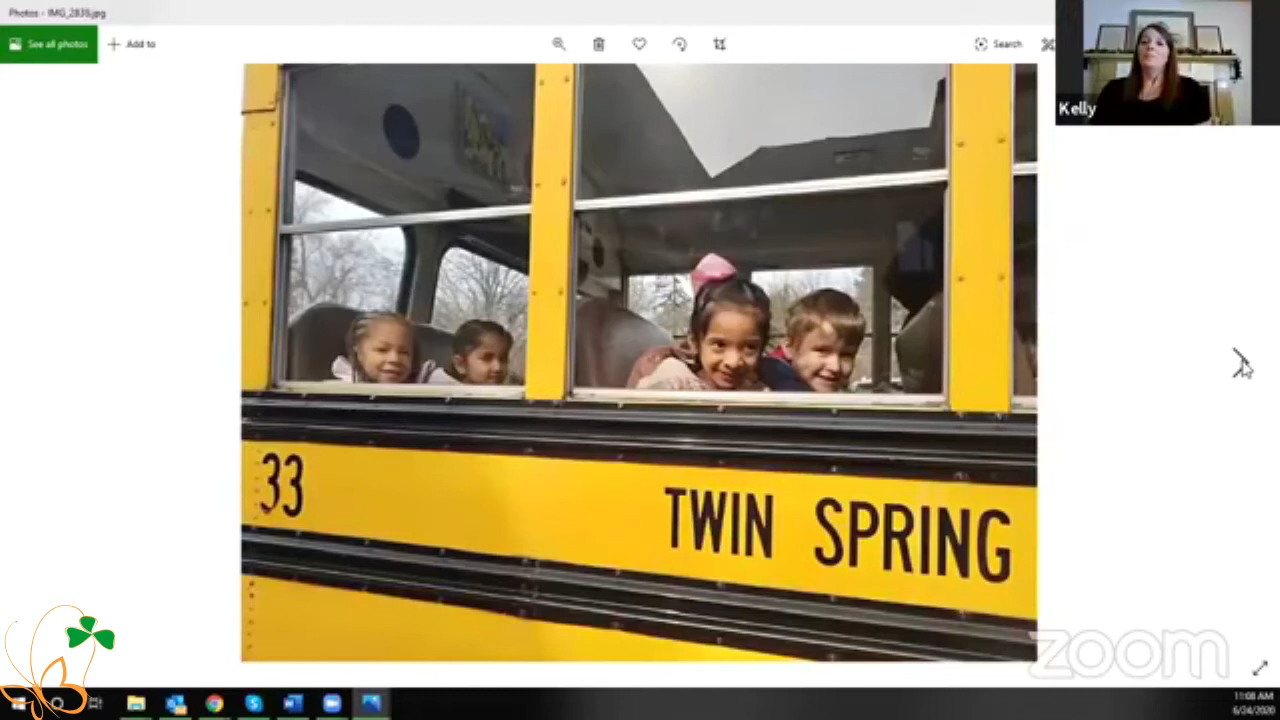 Photos - IMG_2838.jpg
See all photos
Add to
Search
Kelly
33
TWIN SPRING
zoom
11:08 AM
6/24/2020